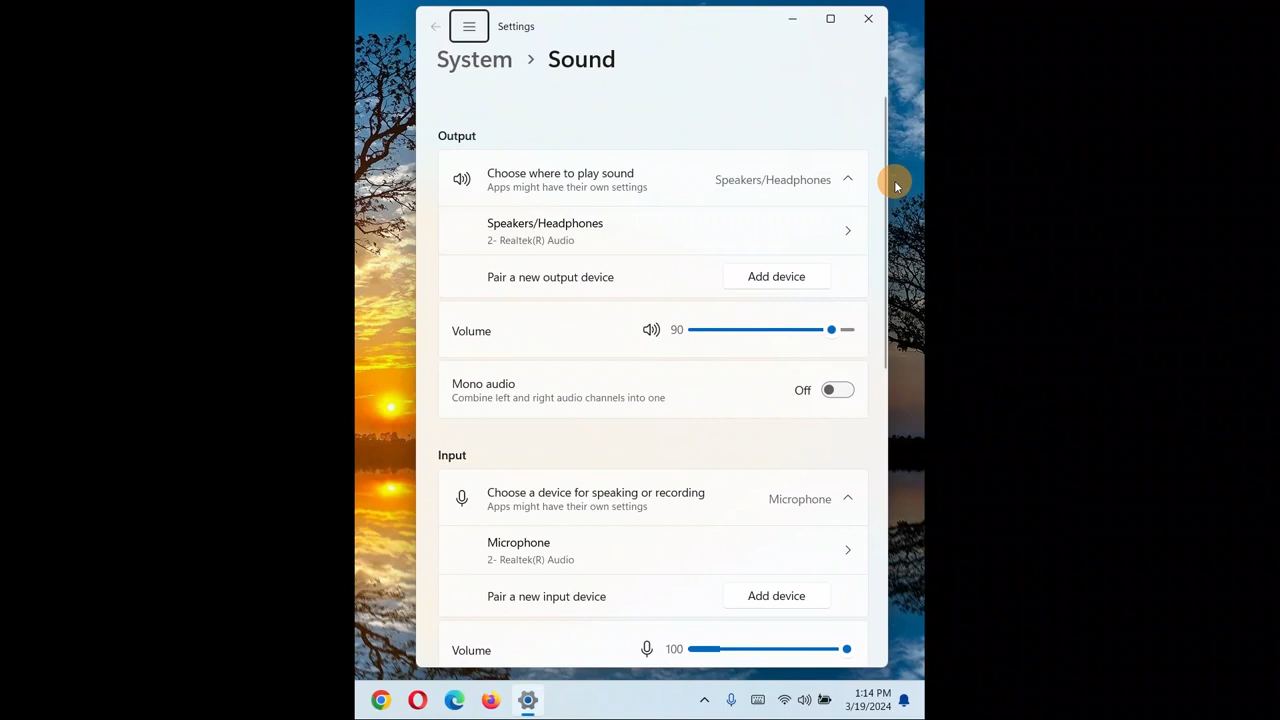 Settings
System > Sound
Output
Choose where to play sound
Apps might have their own settings
Speakers/Headphones
Speakers/Headphones
2- Realtek(R) Audio
Pair a new output device
Add device
Volume
90
Mono audio
Combine left and right audio channels into one
Off
Input
Choose a device for speaking or recording
Apps might have their own settings
Microphone
Microphone
2- Realtek(R) Audio
Pair a new input device
Add device
Volume
100
1:14 PM
3/19/2024